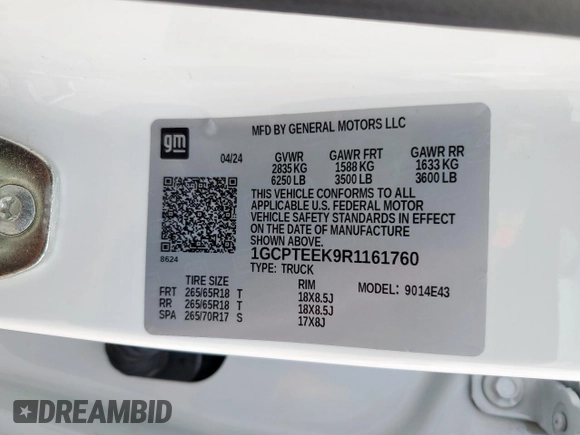 gm
MFD BY GENERAL MOTORS LLC
04/24 GVWR GAWR FRT GAWR RR
2835 KG 1588 KG 1633 KG
6250 LB 3500 LB 3600 LB
THIS VEHICLE CONFORMS TO ALL
APPLICABLE U.S. FEDERAL MOTOR
VEHICLE SAFETY STANDARDS IN EFFECT
ON THE DATE OF MANUFACTURE
SHOWN ABOVE.
8624
1GCPTEEK9R1161760
TYPE: TRUCK
TIRE SIZE RIM MODEL: 9014E43
FRT 265/65R18 T 18X8.5J
RR 265/65R18 T 18X8.5J
SPA 265/70R17 S 17X8J
DREAMBID